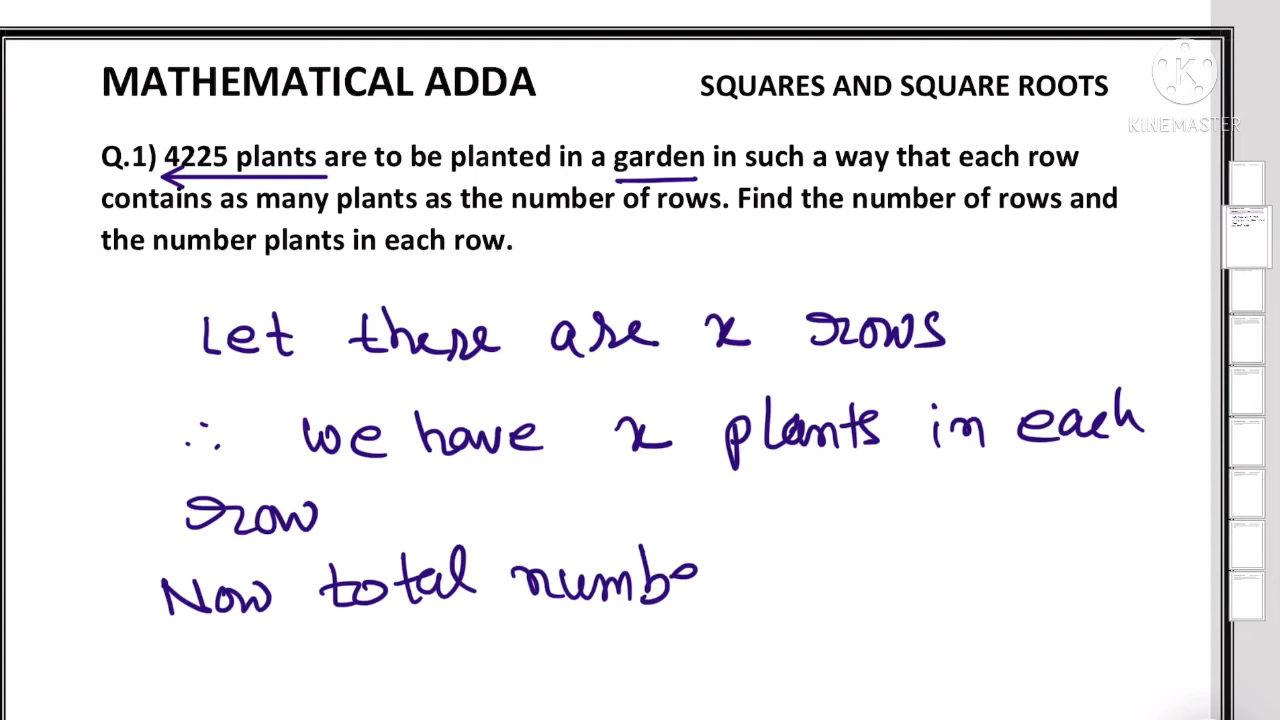 MATHEMATICAL ADDA SQUARES AND SQUARE ROOTS
KINEMASTER
Q.1) 4225 plants are to be planted in a garden in such a way that each row
contains as many plants as the number of rows. Find the number of rows and
the number plants in each row.
Let there are x rows
∴ we have x plants in each
row
Now total numbe